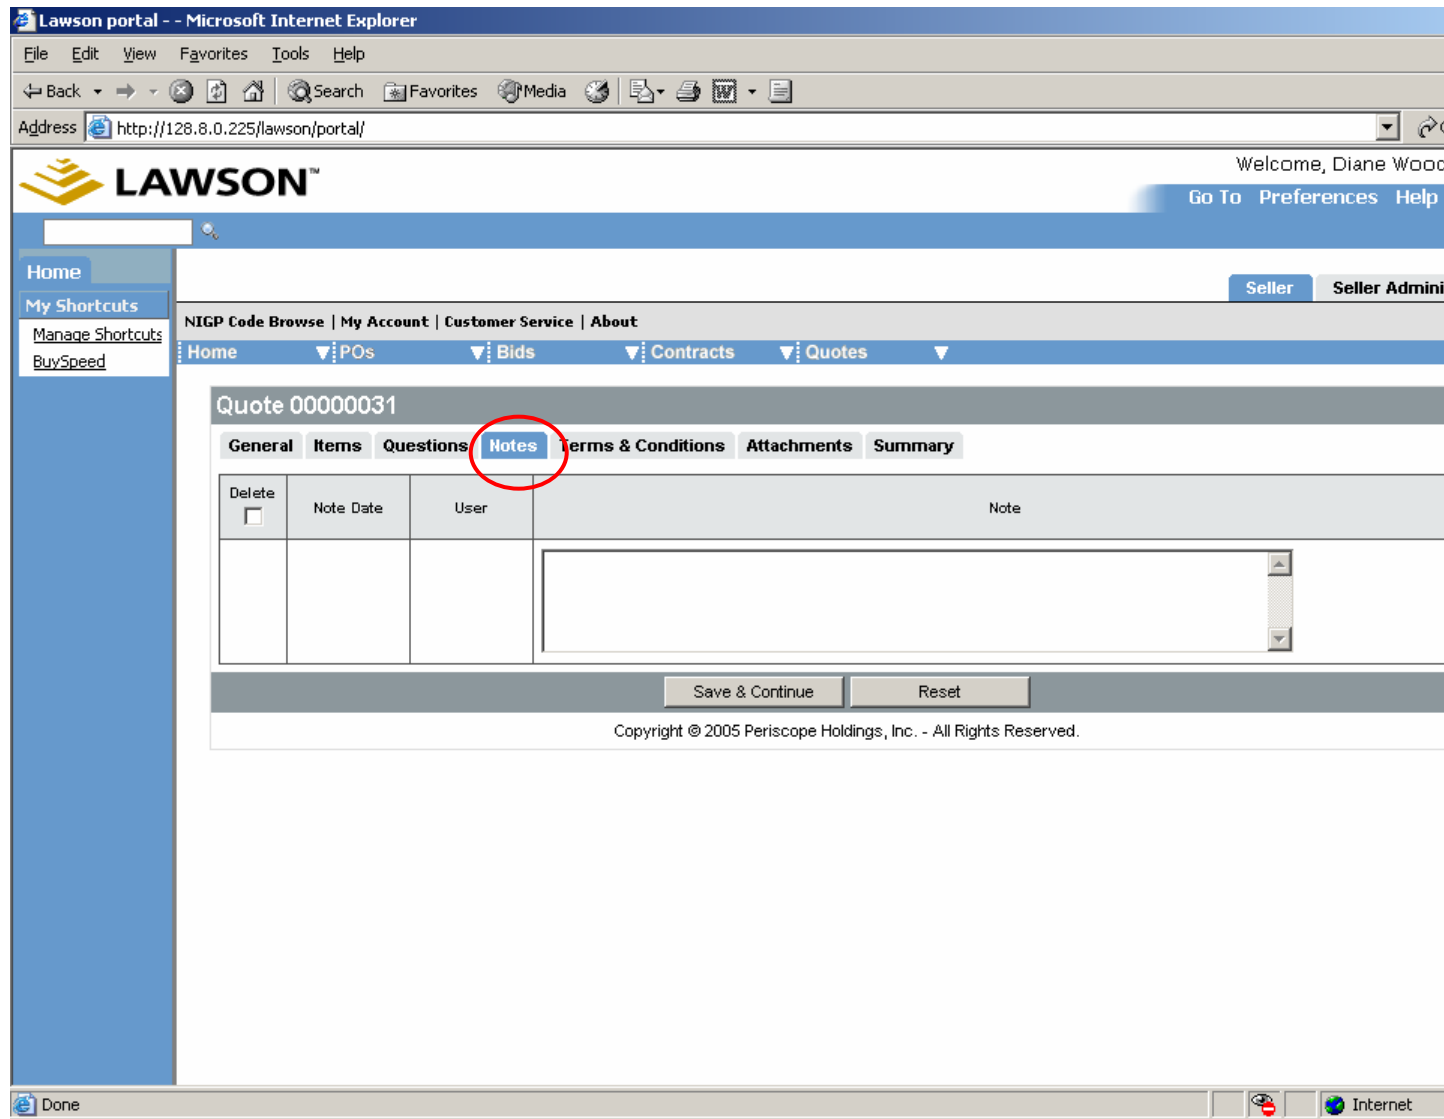 Lawson portal - - Microsoft Internet Explorer
File Edit View Favorites Tools Help
Back Search Favorites Media
Address http://128.8.0.225/lawson/portal/
LAWSON™
Welcome, Diane Wood
Go To Preferences Help
Home
Seller Seller Admini
My Shortcuts
NIGP Code Browse | My Account | Customer Service | About
Manage Shortcuts
Home POs Bids Contracts Quotes
BuySpeed
Quote 00000031
General Items Questions Notes Terms & Conditions Attachments Summary
Delete Note Date User Note
Save & Continue Reset
Copyright © 2005 Periscope Holdings, Inc. - All Rights Reserved.
Done Internet